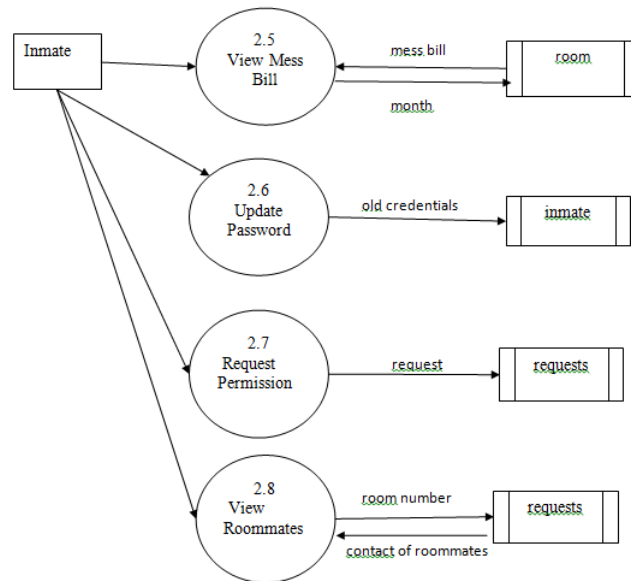 Inmate
2.5
View Mess
Bill
mess bill
month
room
2.6
Update
Password
old credentials
inmate
2.7
Request
Permission
request
requests
2.8
View
Roommates
room number
contact of roommates
requests